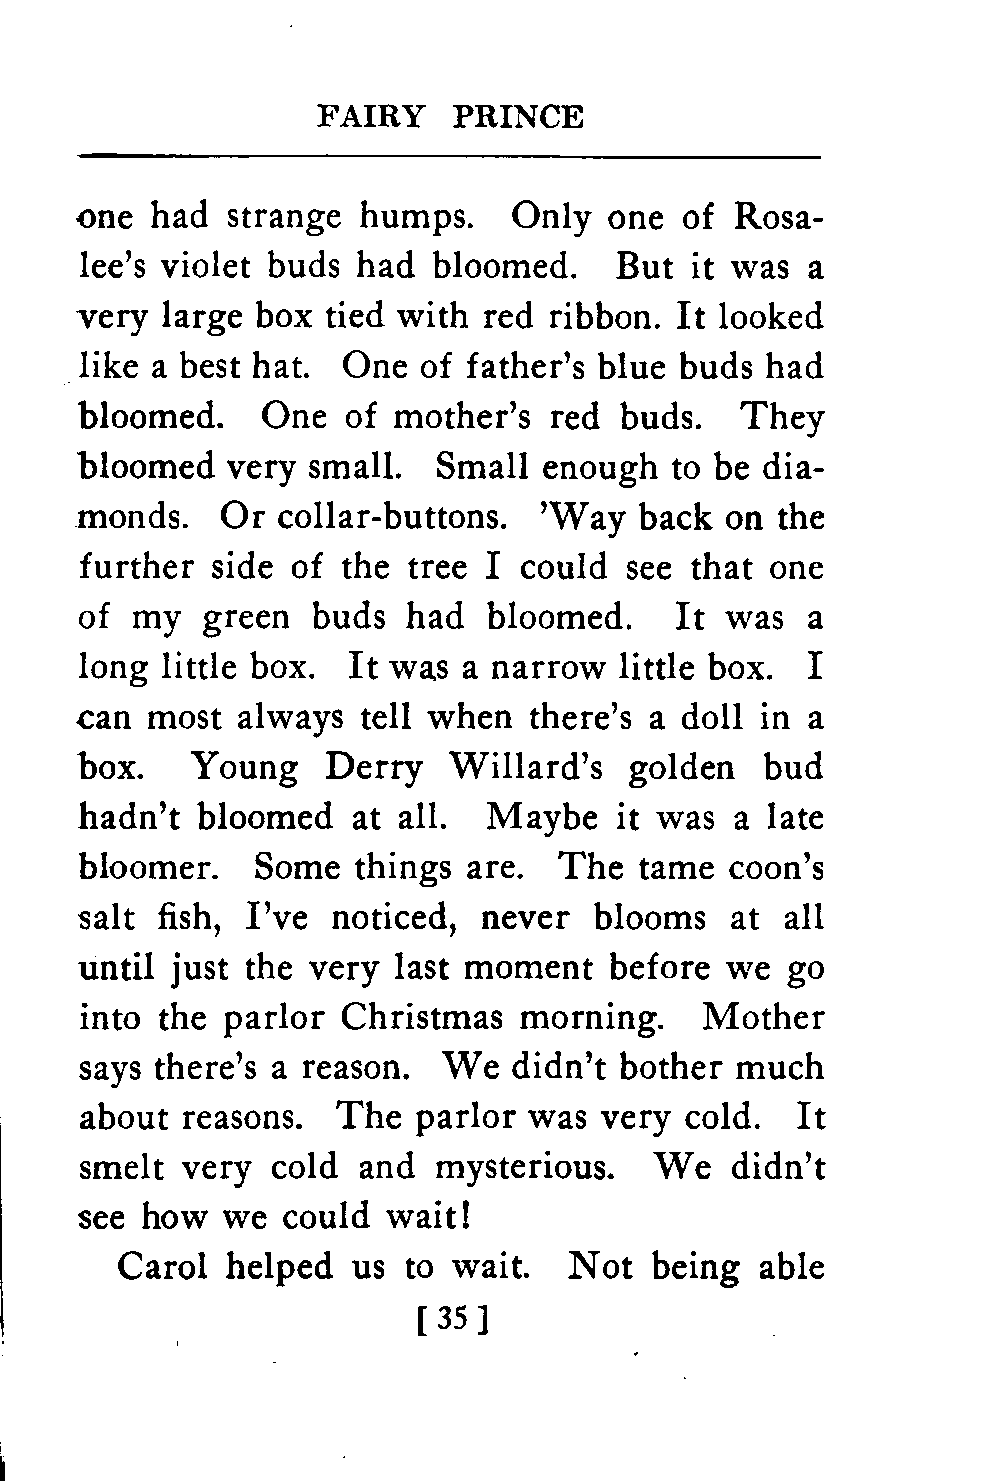 FAIRY PRINCE
one had strange humps. Only one of Rosa-
lee's violet buds had bloomed. But it was a
very large box tied with red ribbon. It looked
like a best hat. One of father's blue buds had
bloomed. One of mother's red buds. They
bloomed very small. Small enough to be dia-
monds. Or collar-buttons. 'Way back on the
further side of the tree I could see that one
of my green buds had bloomed. It was a
long little box. It was a narrow little box. I
can most always tell when there's a doll in a
box. Young Derry Willard's golden bud
hadn't bloomed at all. Maybe it was a late
bloomer. Some things are. The tame coon's
salt fish, I've noticed, never blooms at all
until just the very last moment before we go
into the parlor Christmas morning. Mother
says there's a reason. We didn't bother much
about reasons. The parlor was very cold. It
smelt very cold and mysterious. We didn't
see how we could wait!
Carol helped us to wait. Not being able
[35]